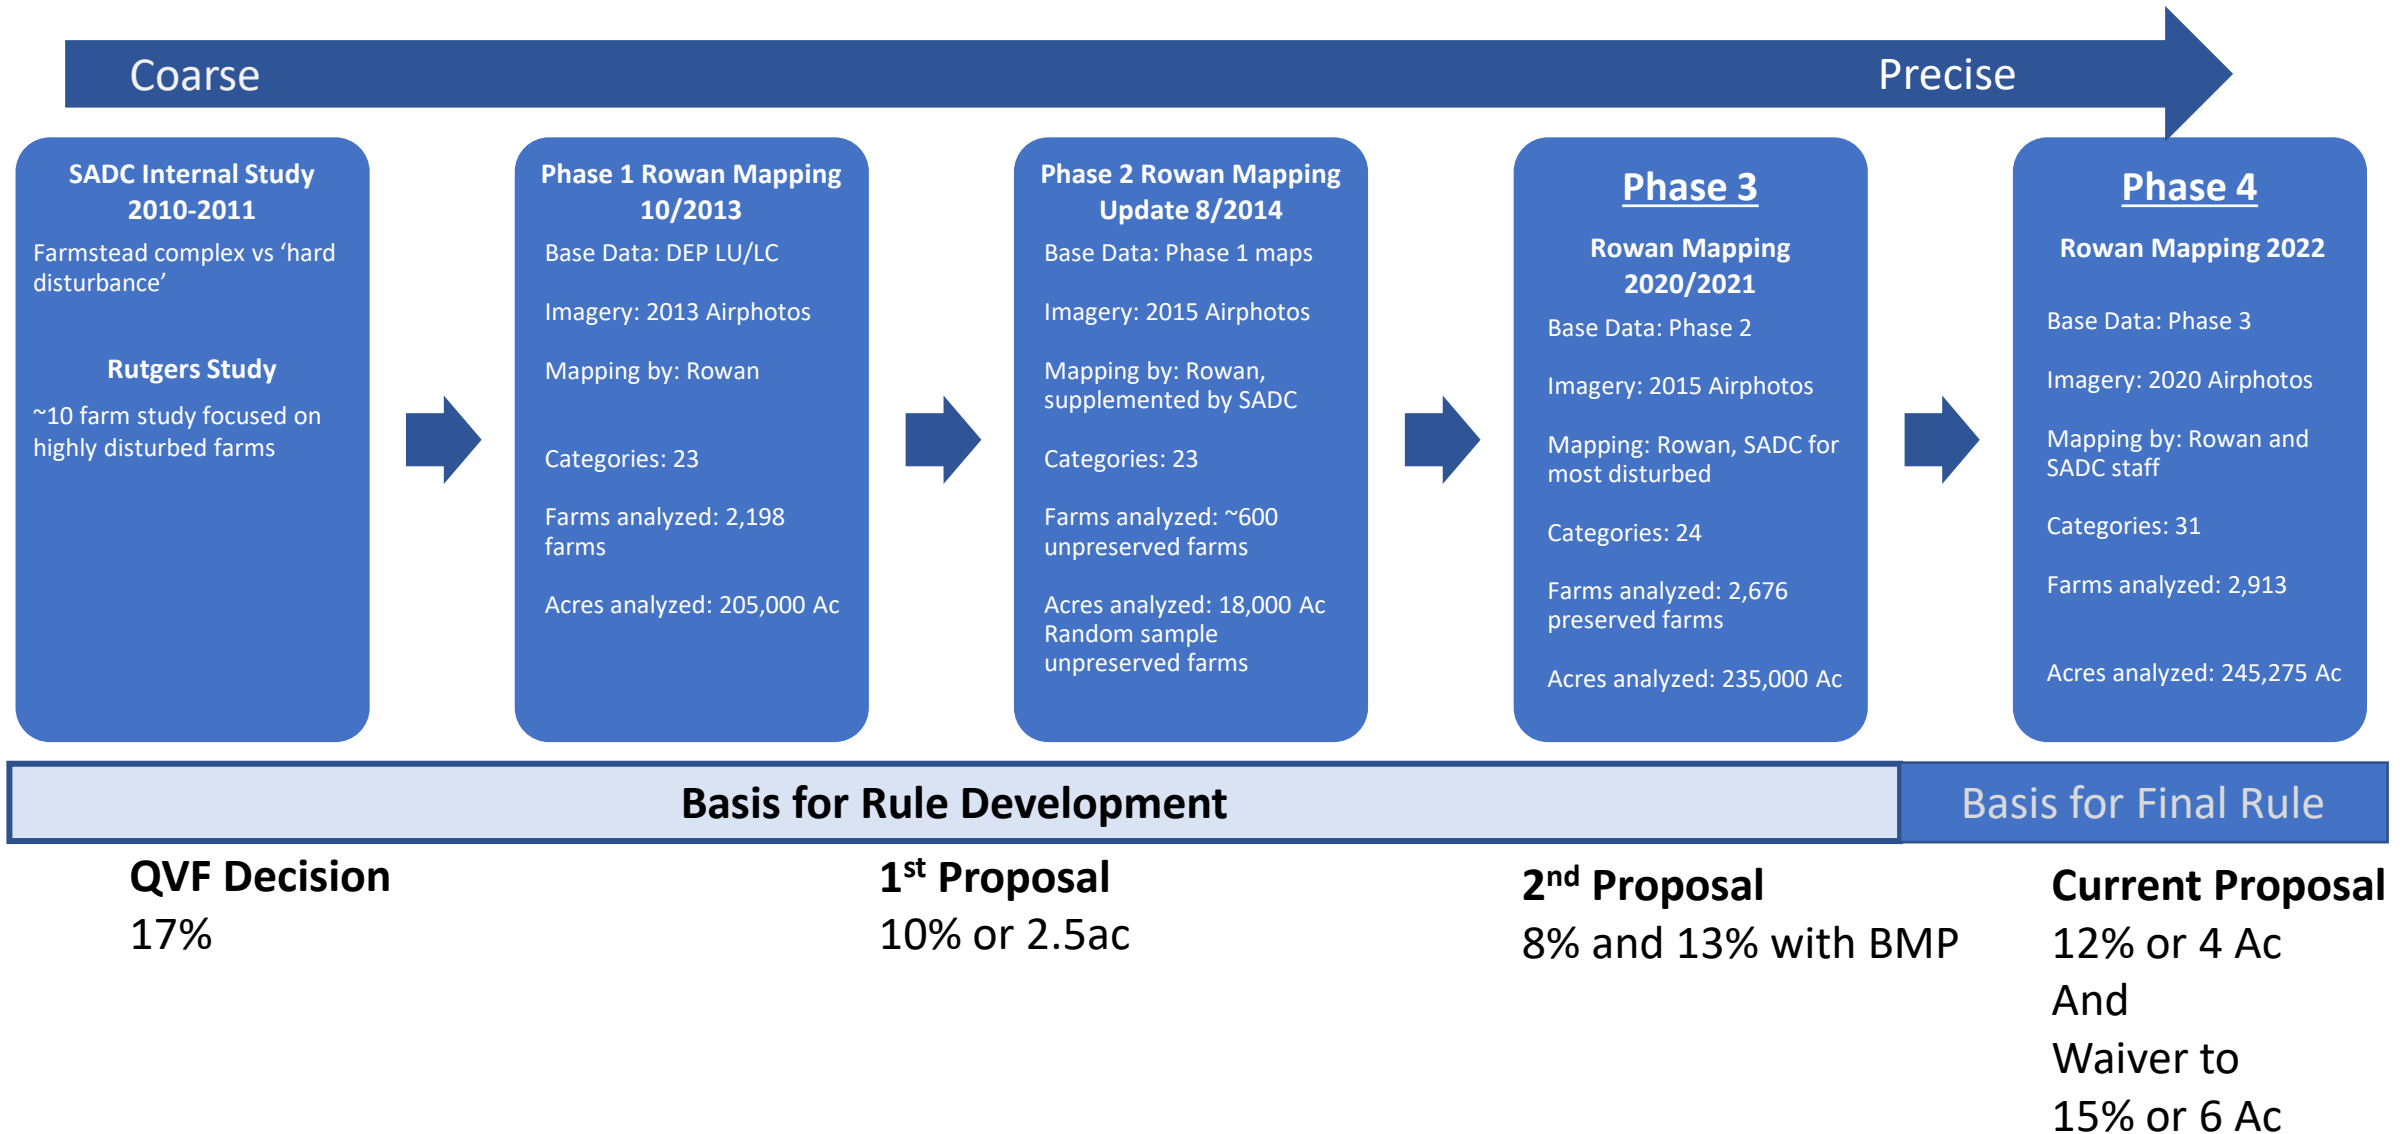 Coarse
Precise
SADC Internal Study
2010-2011
Farmstead complex vs ‘hard
disturbance’
Rutgers Study
~10 farm study focused on
highly disturbed farms
Phase 1 Rowan Mapping
10/2013
Base Data: DEP LU/LC
Imagery: 2013 Airphotos
Mapping by: Rowan
Categories: 23
Farms analyzed: 2,198
farms
Acres analyzed: 205,000 Ac
Phase 2 Rowan Mapping
Update 8/2014
Base Data: Phase 1 maps
Imagery: 2015 Airphotos
Mapping by: Rowan,
supplemented by SADC
Categories: 23
Farms analyzed: ~600
unpreserved farms
Acres analyzed: 18,000 Ac
Random sample
unpreserved farms
Phase 3
Rowan Mapping
2020/2021
Base Data: Phase 2
Imagery: 2015 Airphotos
Mapping: Rowan, SADC for
most disturbed
Categories: 24
Farms analyzed: 2,676
preserved farms
Acres analyzed: 235,000 Ac
Phase 4
Rowan Mapping 2022
Base Data: Phase 3
Imagery: 2020 Airphotos
Mapping by: Rowan and
SADC staff
Categories: 31
Farms analyzed: 2,913
Acres analyzed: 245,275 Ac
Basis for Rule Development
Basis for Final Rule
QVF Decision
17%
1st Proposal
10% or 2.5ac
2nd Proposal
8% and 13% with BMP
Current Proposal
12% or 4 Ac
And
Waiver to
15% or 6 Ac